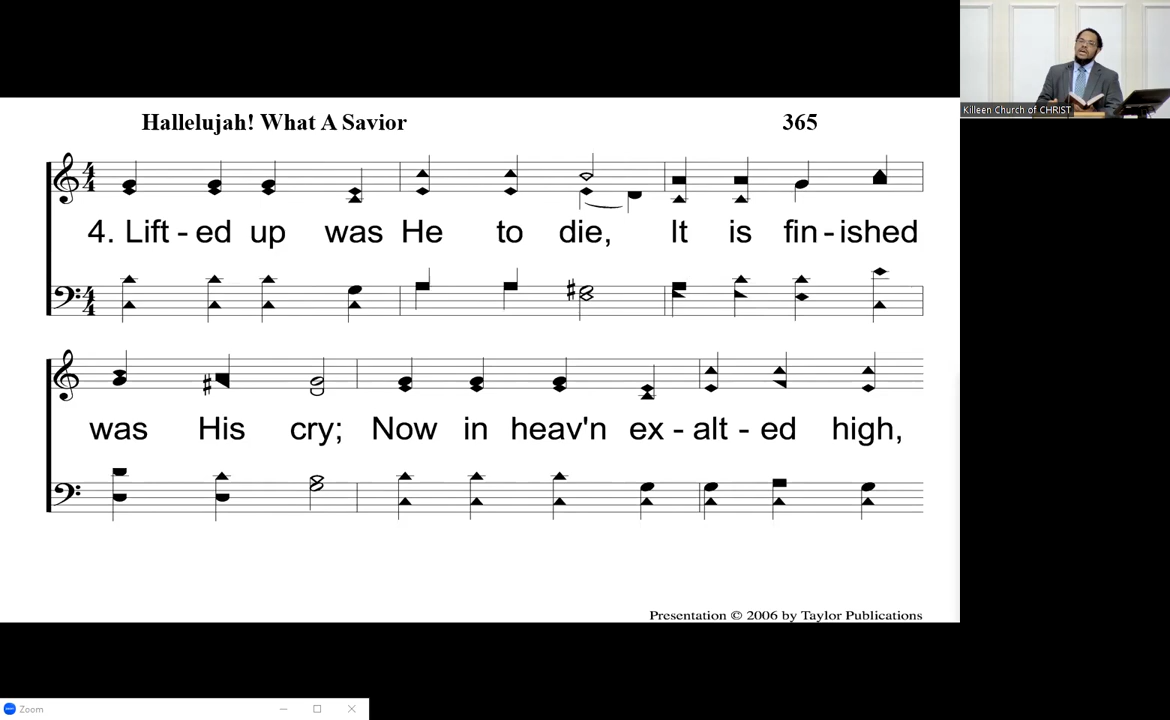 Killeen Church of CHRIST
Hallelujah! What A Savior 365
4. Lift - ed up was He to die, It is fin - ished
was His cry; Now in heav'n ex - alt - ed high,
Presentation © 2006 by Taylor Publications
Zoom